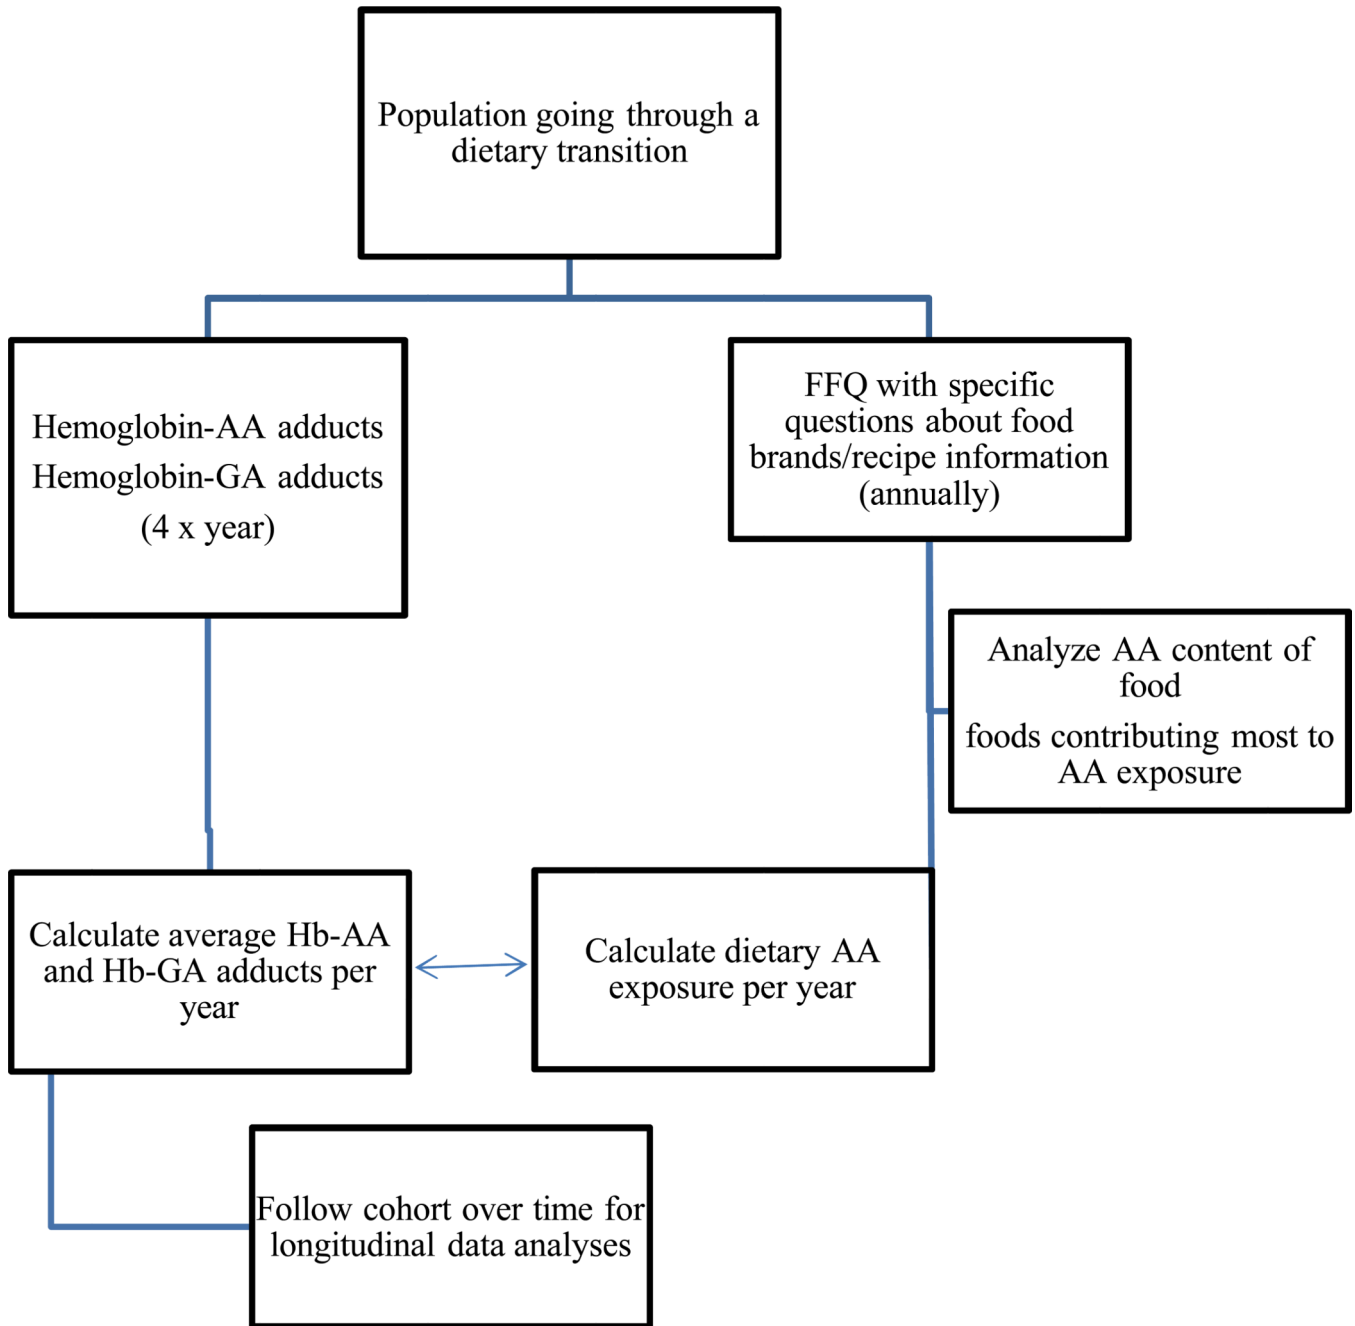 Population going through a
dietary transition
Hemoglobin-AA adducts
Hemoglobin-GA adducts
(4 x year)
FFQ with specific
questions about food
brands/recipe information
(annually)
Analyze AA content of
food
foods contributing most to
AA exposure
Calculate average Hb-AA
and Hb-GA adducts per
year
Calculate dietary AA
exposure per year
Follow cohort over time for
longitudinal data analyses